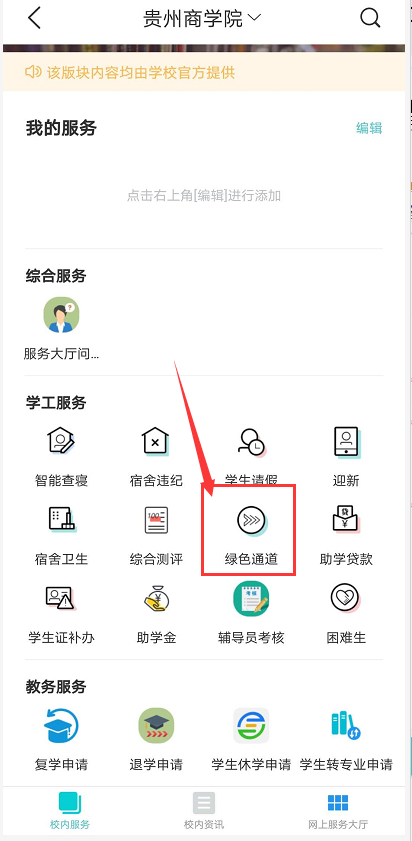 贵州商学院
该版块内容均由学校官方提供
我的服务 编辑
点击右上角[编辑]进行添加
综合服务
服务大厅问...
学工服务
智能查寝 宿舍违纪 学生请假 迎新
宿舍卫生 综合测评 绿色通道 助学贷款
学生证补办 助学金 辅导员考核 困难生
教务服务
复学申请 退学申请 学生休学申请 学生转专业申请
校内服务 校内资讯 网上服务大厅